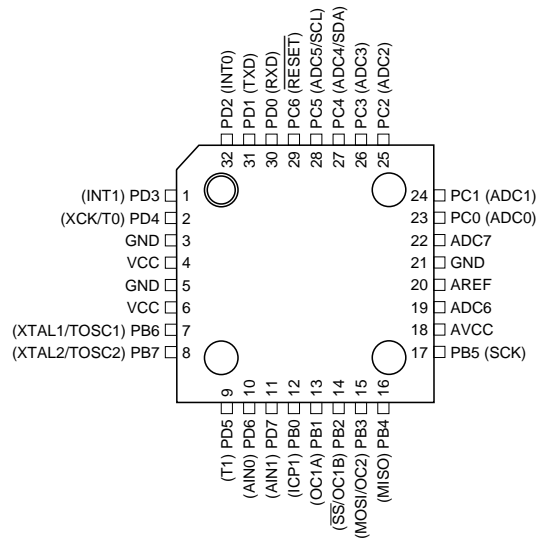 PD2 (INT0)
PD1 (TXD)
PD0 (RXD)
PC6 (RESET)
PC5 (ADC5/SCL)
PC4 (ADC4/SDA)
PC3 (ADC3)
PC2 (ADC2)
32
31
30
29
28
27
26
25
(INT1) PD3 1
(XCK/T0) PD4 2
GND 3
VCC 4
GND 5
VCC 6
(XTAL1/TOSC1) PB6 7
(XTAL2/TOSC2) PB7 8
24 PC1 (ADC1)
23 PC0 (ADC0)
22 ADC7
21 GND
20 AREF
19 ADC6
18 AVCC
17 PB5 (SCK)
9
10
11
12
13
14
15
16
(T1) PD5
(AIN0) PD6
(AIN1) PD7
(ICP1) PB0
(OC1A) PB1
(SS/OC1B) PB2
(MOSI/OC2) PB3
(MISO) PB4